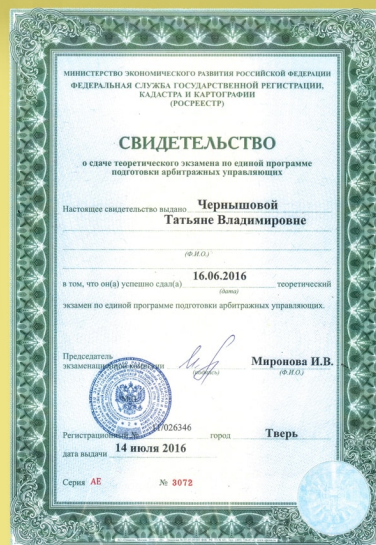 МИНИСТЕРСТВО ЭКОНОМИЧЕСКОГО РАЗВИТИЯ РОССИЙСКОЙ ФЕДЕРАЦИИ
ФЕДЕРАЛЬНАЯ СЛУЖБА ГОСУДАРСТВЕННОЙ РЕГИСТРАЦИИ,
КАДАСТРА И КАРТОГРАФИИ
(РОСРЕЕСТР)
СВИДЕТЕЛЬСТВО
о сдаче теоретического экзамена по единой программе
подготовки арбитражных управляющих
Настоящее свидетельство выдано Чернышовой
Татьяне Владимировне
(Ф.И.О.)
в том, что он(а) успешно сдал(а) 16.06.2016 теоретический
(дата)
экзамен по единой программе подготовки арбитражных управляющих.
Председатель
экзаменационной комиссии Миронова И.В.
(подпись) (Ф.И.О.)
Регистрационный № /026346 город Тверь
дата выдачи 14 июля 2016
Серия АЕ № 3072